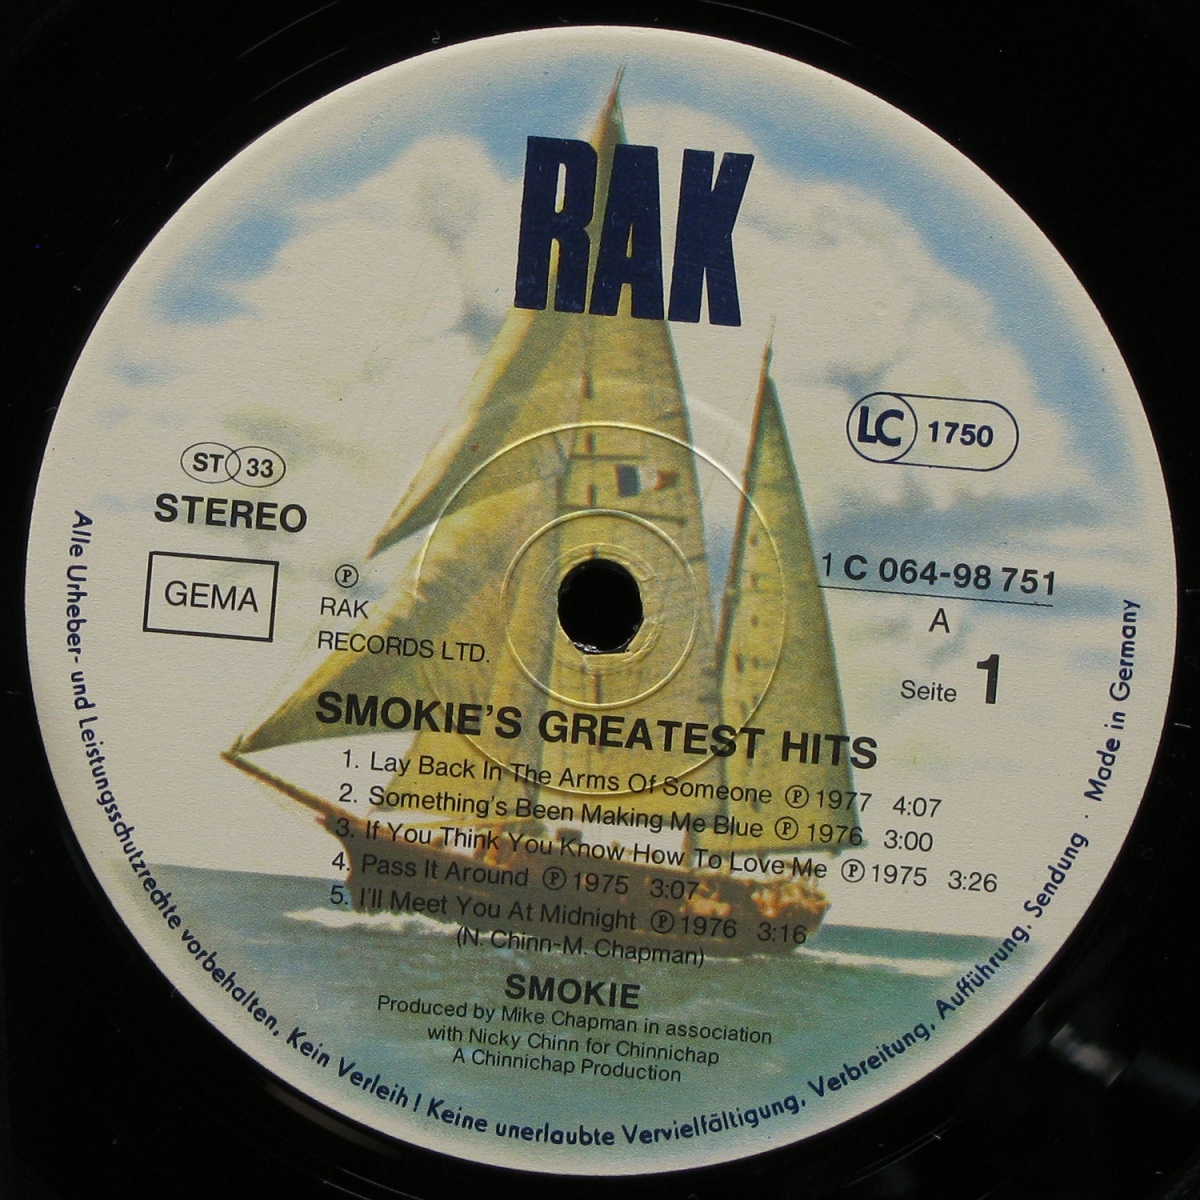 RAK
LC 1750
ST 33
STEREO
GEMA
℗
RAK
RECORDS LTD.
1 C 064-98 751
A
Seite 1
SMOKIE'S GREATEST HITS
1. Lay Back In The Arms Of Someone ℗ 1977 4:07
2. Something's Been Making Me Blue ℗ 1976 3:00
3. If You Think You Know How To Love Me ℗ 1975 3:26
4. Pass It Around ℗ 1975 3:07
5. I'll Meet You At Midnight ℗ 1976 3:16
(N. Chinn-M. Chapman)
SMOKIE
Produced by Mike Chapman in association
with Nicky Chinn for Chinnichap
A Chinnichap Production
Alle Urheber- und Leistungsschutzrechte vorbehalten. Kein Verleih! Keine unerlaubte Vervielfältigung, Verbreitung, Aufführung, Sendung · Made in Germany